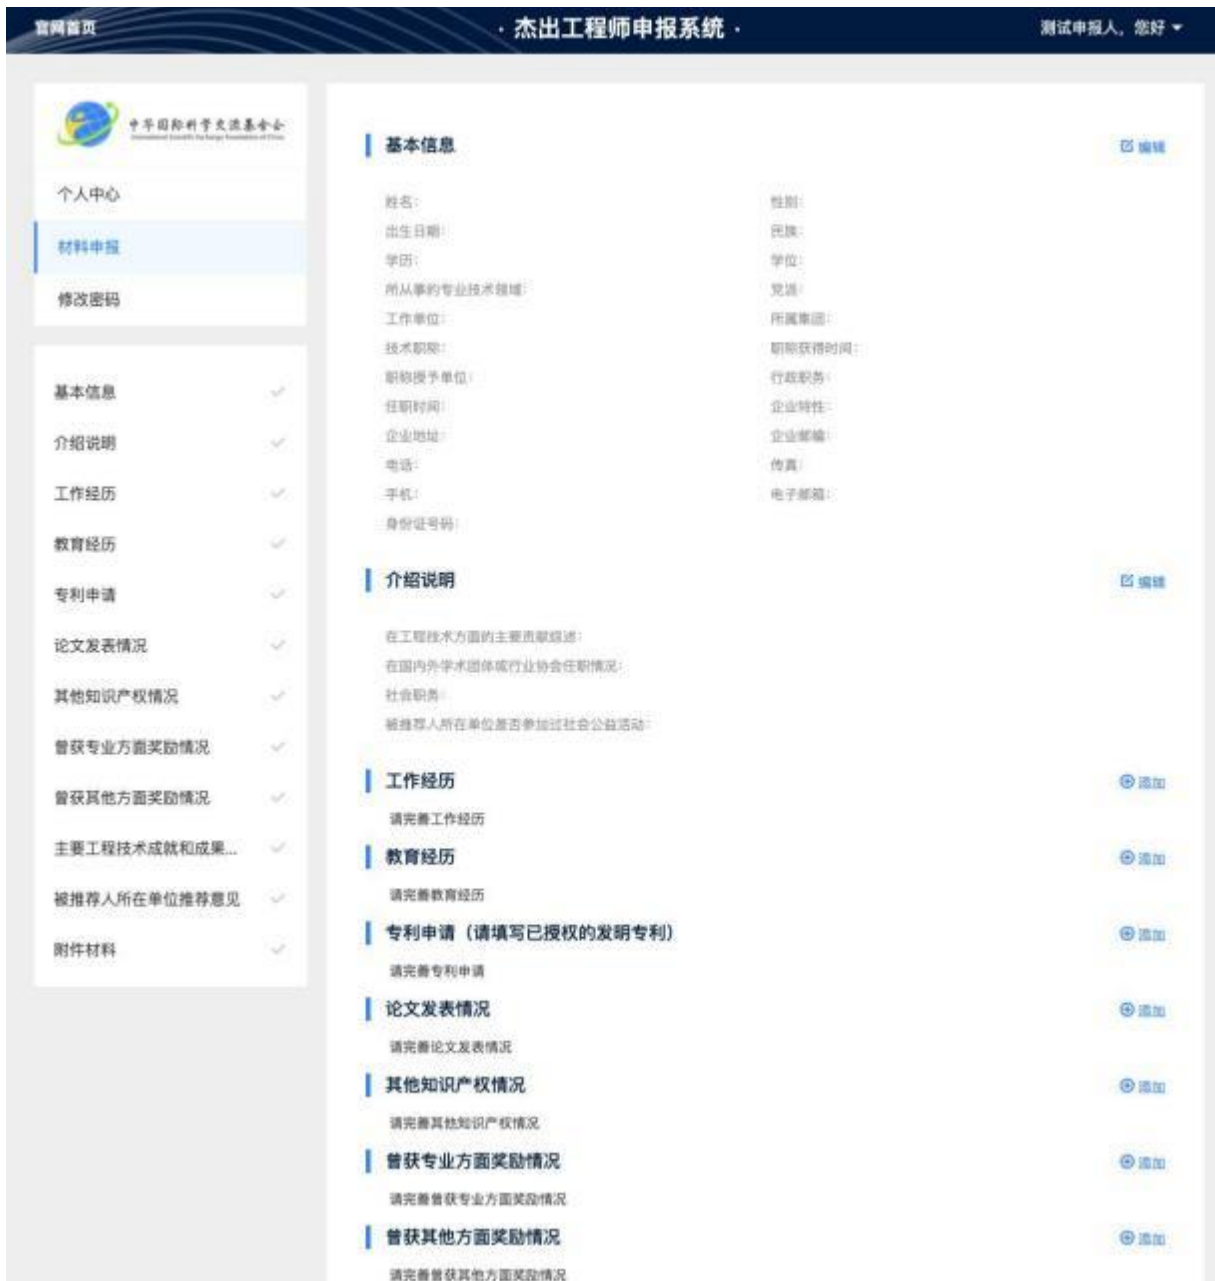 官网首页
· 杰出工程师申报系统 ·
测试申报人，您好
中华国际科学交流基金会
个人中心
材料申报
修改密码
基本信息
介绍说明
工作经历
教育经历
专利申请
论文发表情况
其他知识产权情况
曾获专业方面奖励情况
曾获其他方面奖励情况
主要工程技术成就和成果...
被推荐人所在单位推荐意见
附件材料
基本信息
编辑
姓名：
性别：
出生日期：
民族：
学历：
学位：
所从事的专业技术领域：
党派：
工作单位：
所属集团：
技术职称：
职称获得时间：
职称授予单位：
行政职务：
任职时间：
企业特性：
企业地址：
企业邮编：
电话：
传真：
手机：
电子邮箱：
身份证号码：
介绍说明
编辑
在工程技术方面的主要贡献综述：
在国内外学术团体或行业协会任职情况：
社会职务：
被推荐人所在单位是否参加过社会公益活动：
工作经历
添加
请完善工作经历
教育经历
添加
请完善教育经历
专利申请（请填写已授权的发明专利）
添加
请完善专利申请
论文发表情况
添加
请完善论文发表情况
其他知识产权情况
添加
请完善其他知识产权情况
曾获专业方面奖励情况
添加
请完善曾获专业方面奖励情况
曾获其他方面奖励情况
添加
请完善曾获其他方面奖励情况